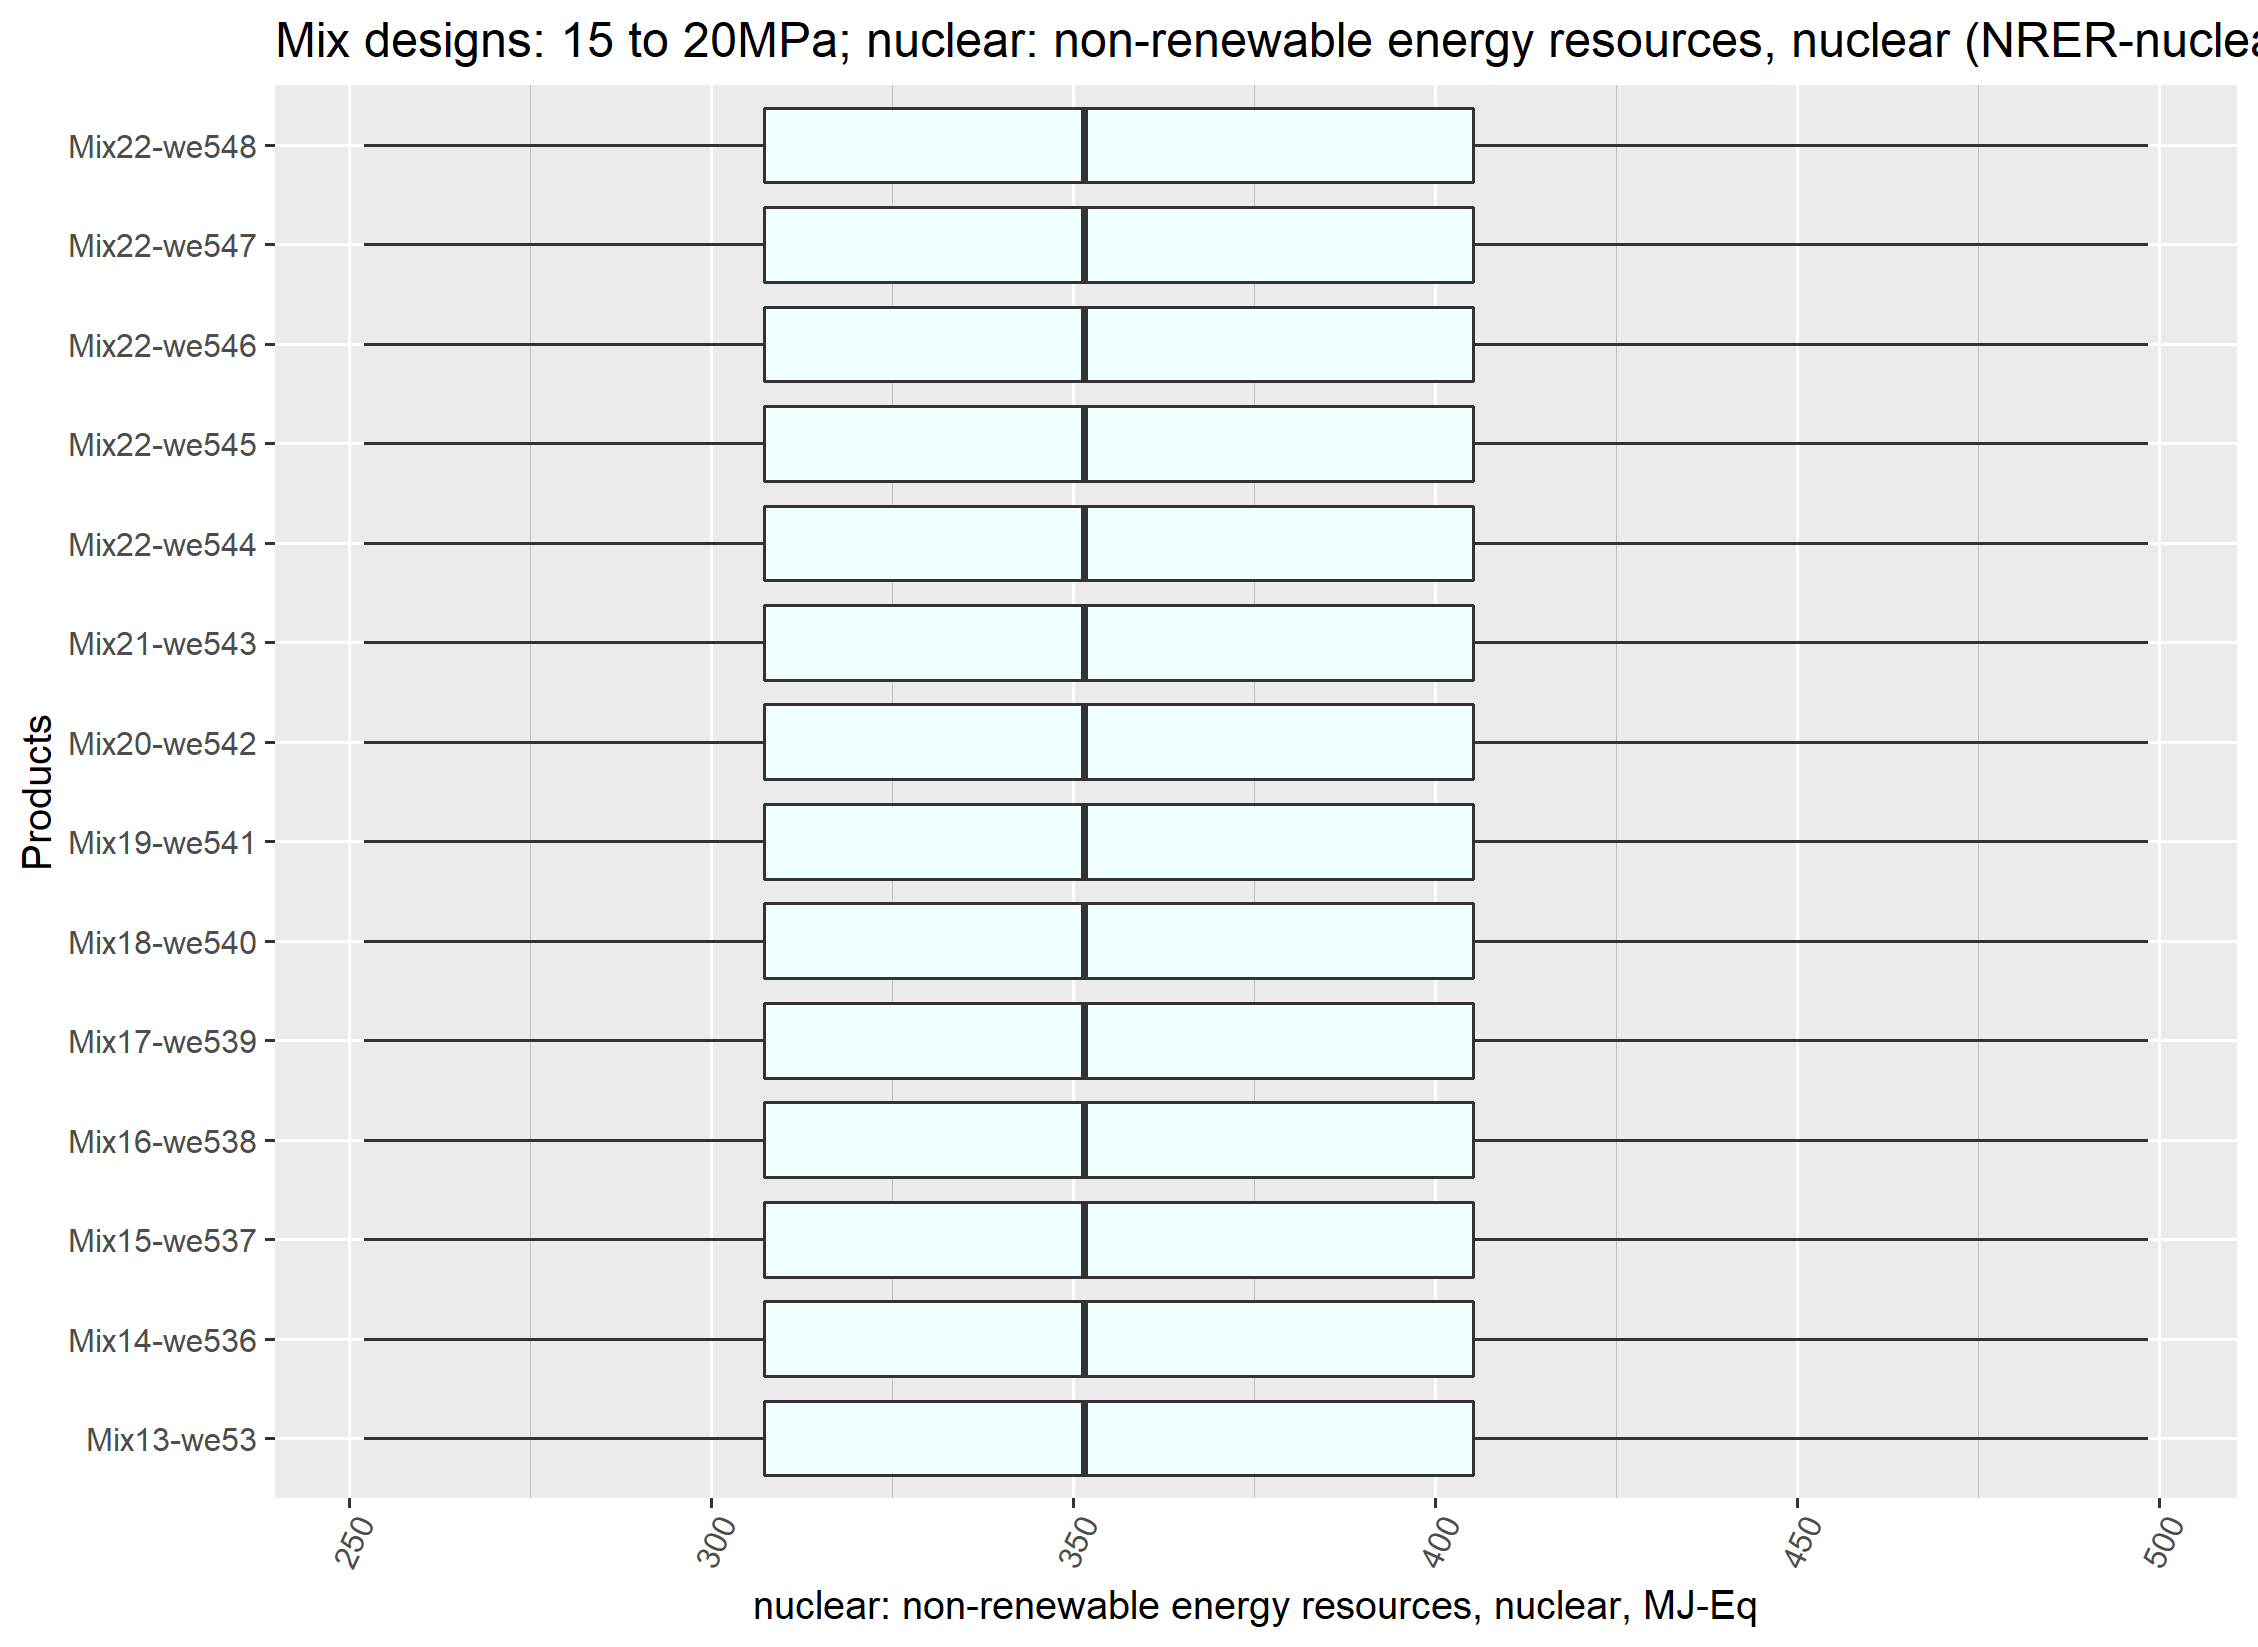 Mix designs: 15 to 20MPa; nuclear: non-renewable energy resources, nuclear (NRER-nuclea
Mix22-we548
Mix22-we547
Mix22-we546
Mix22-we545
Mix22-we544
Mix21-we543
Mix20-we542
Mix19-we541
Mix18-we540
Mix17-we539
Mix16-we538
Mix15-we537
Mix14-we536
Mix13-we53
Products
250
300
350
400
450
500
nuclear: non-renewable energy resources, nuclear, MJ-Eq